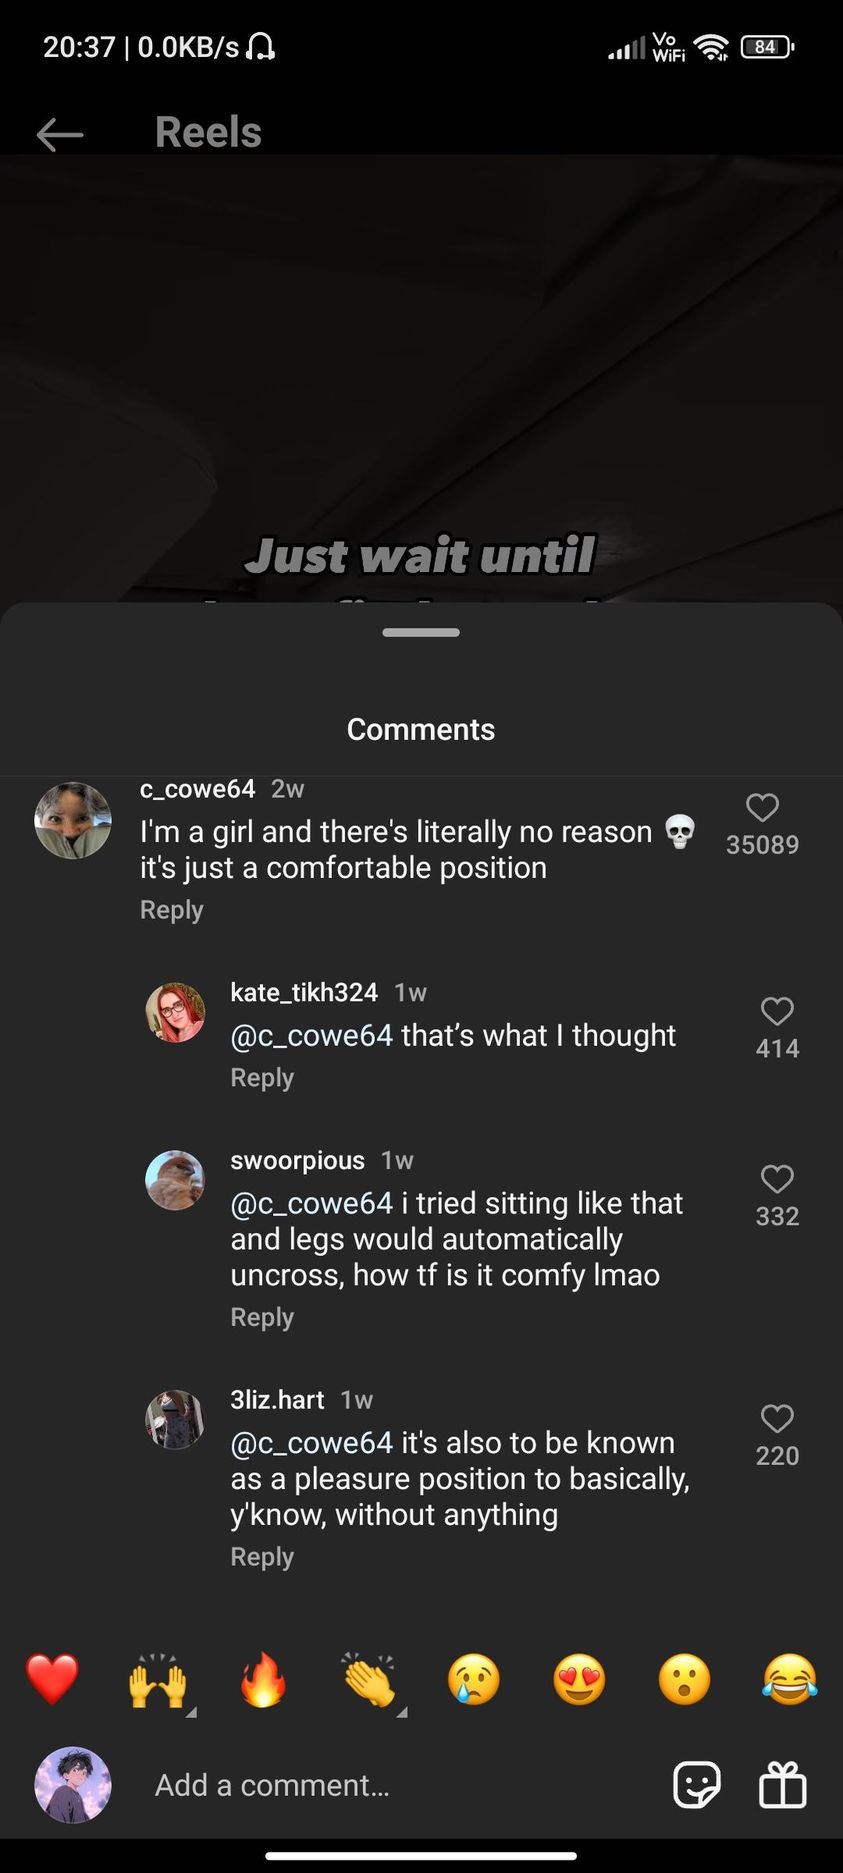 20:37 | 0.0KB/s
Vo
WiFi
84
Reels
Just wait until
Comments
c_cowe64 2w
I'm a girl and there's literally no reason 💀
it's just a comfortable position
35089
Reply
kate_tikh324 1w
@c_cowe64 that’s what I thought
414
Reply
swoorpious 1w
@c_cowe64 i tried sitting like that
and legs would automatically
uncross, how tf is it comfy lmao
332
Reply
3liz.hart 1w
@c_cowe64 it's also to be known
as a pleasure position to basically,
y'know, without anything
220
Reply
Add a comment...